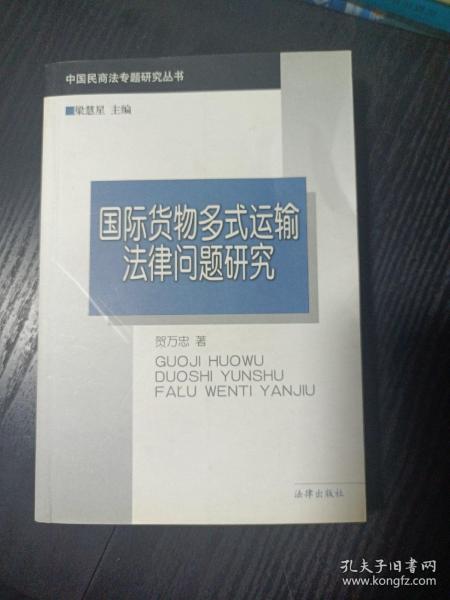 中国民商法专题研究丛书
梁慧星 主编
国际货物多式运输
法律问题研究
贺万忠 著
GUOJI HUOWU
DUOSHI YUNSHU
FALU WENTI YANJIU
法律出版社
孔夫子旧书网
www.kongfz.com